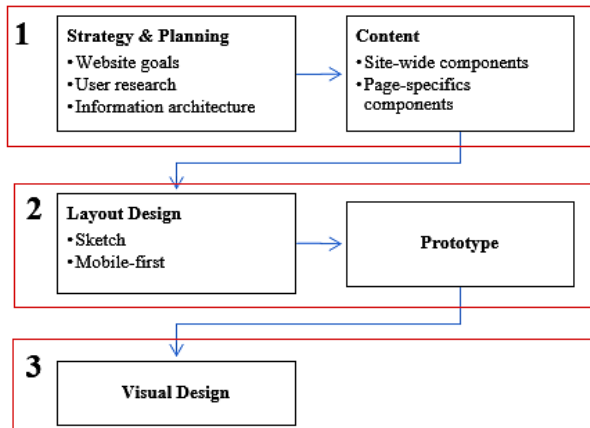 1
Strategy & Planning
•Website goals
•User research
•Information architecture
Content
•Site-wide components
•Page-specifics
components
2
Layout Design
•Sketch
•Mobile-first
Prototype
3
Visual Design